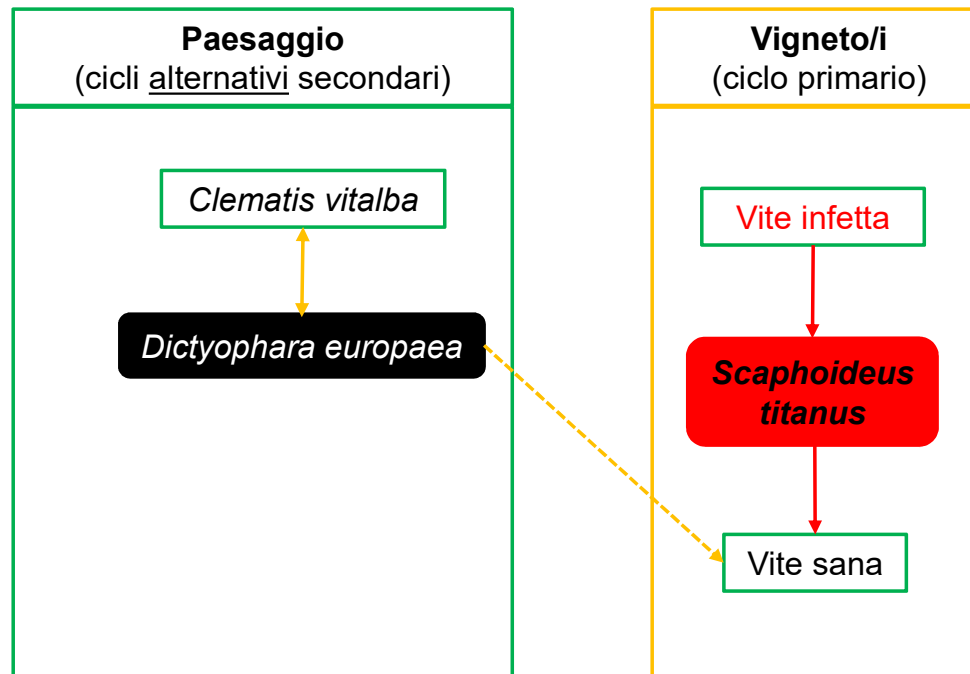 Paesaggio
(cicli alternativi secondari)
Clematis vitalba
Dictyophara europaea
Vigneto/i
(ciclo primario)
Vite infetta
Scaphoideus
titanus
Vite sana